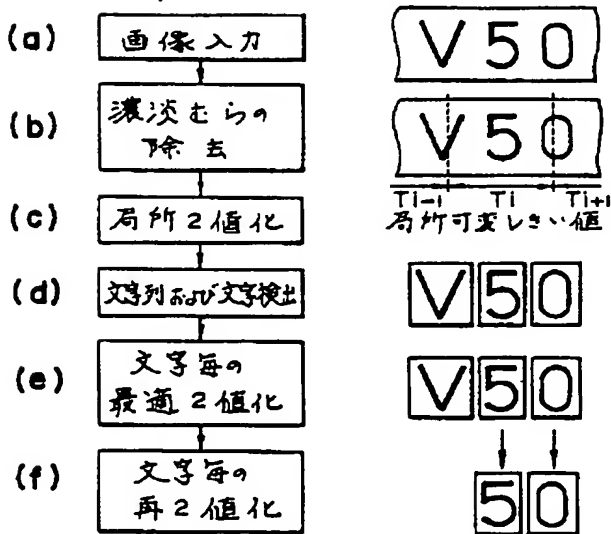 (a) 画像入力 V50
(b) 濃淡むらの
除去 V50
Ti-1 Ti Ti+1
(c) 局所2値化 局所可変しきい値
(d) 文字列および文字検出 V50
(e) 文字毎の
最適2値化 V50
(f) 文字毎の
再2値化 50